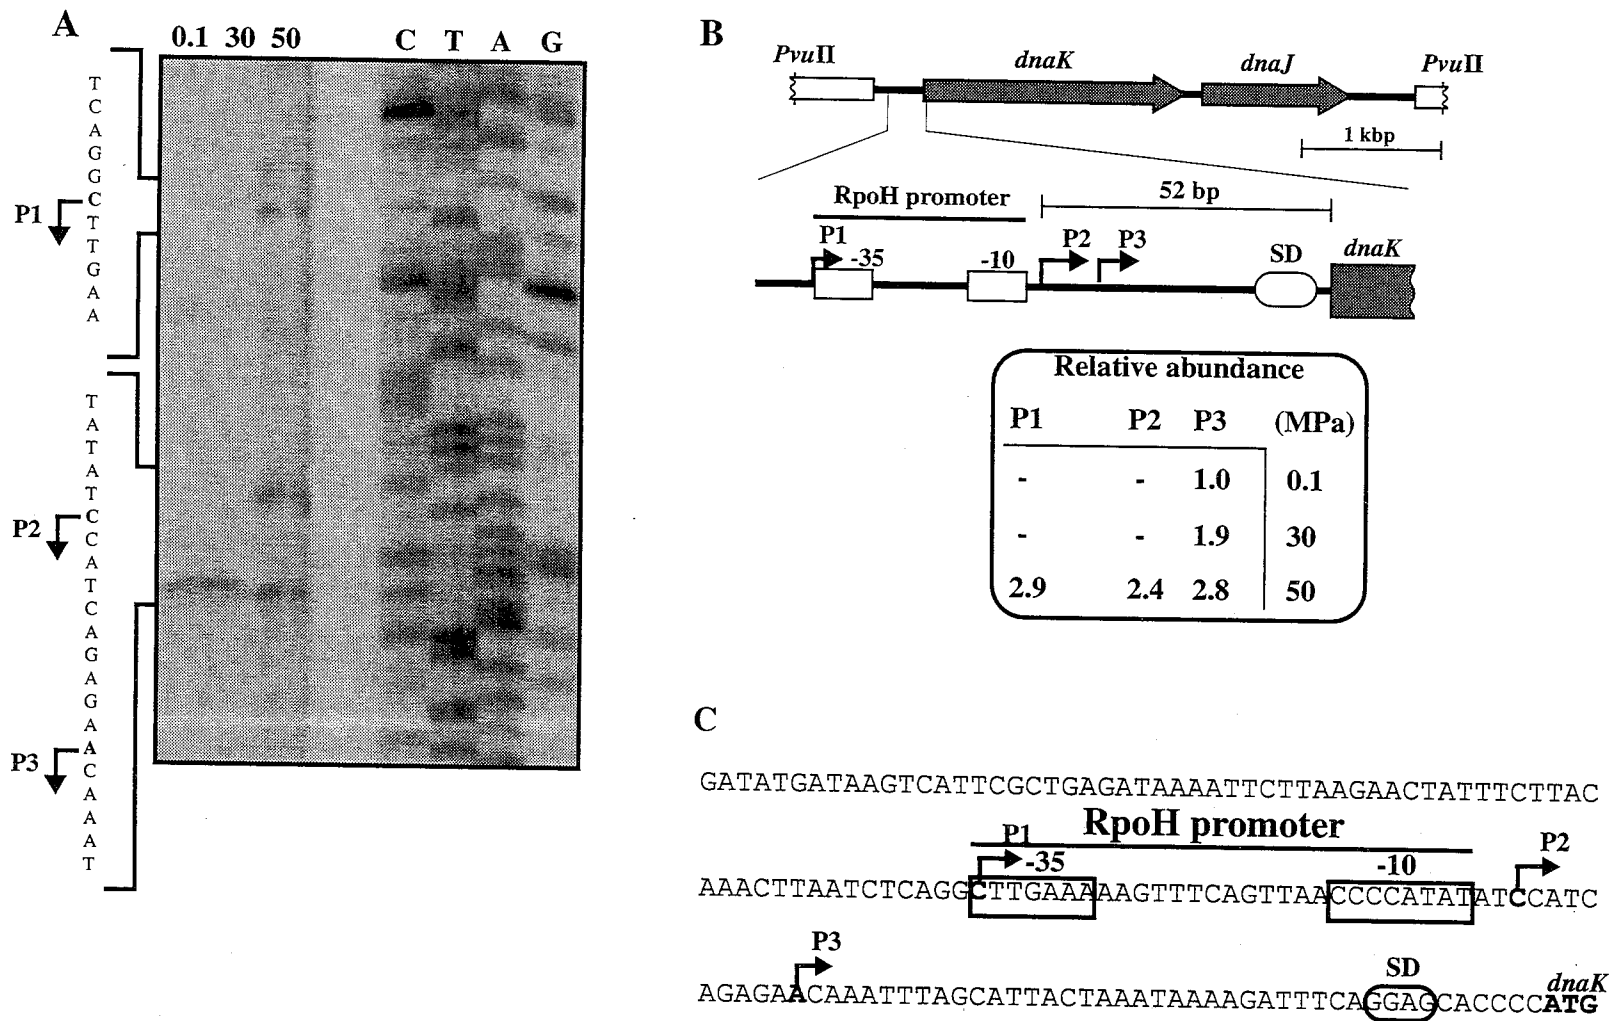 A
0.1 30 50 C T A G
T
C
A
G
G
C
T
T
G
A
A
P1
T
A
T
A
T
C
C
A
T
C
A
G
A
G
A
A
C
A
A
A
T
P2
P3
B
PvuII dnaK dnaJ PvuII
1 kbp
RpoH promoter 52 bp
P1 -35 -10 P2 P3 SD dnaK
Relative abundance
P1 P2 P3 (MPa)
- - 1.0 0.1
- - 1.9 30
2.9 2.4 2.8 50
C
GATATGATAAGTCATTCGCTGAGATAAAATTCTTAAGAACTATTTCTTAC
RpoH promoter
P1 -35 -10 P2
AAACTTAATCTCAGGCTTGAAAAAGTTTCAGTTAACCCCATATATCCATC
P3 SD dnaK
AGAGAACAAATTTAGCATTACTAAATAAAAGATTTCAGGAGCACCCCATG